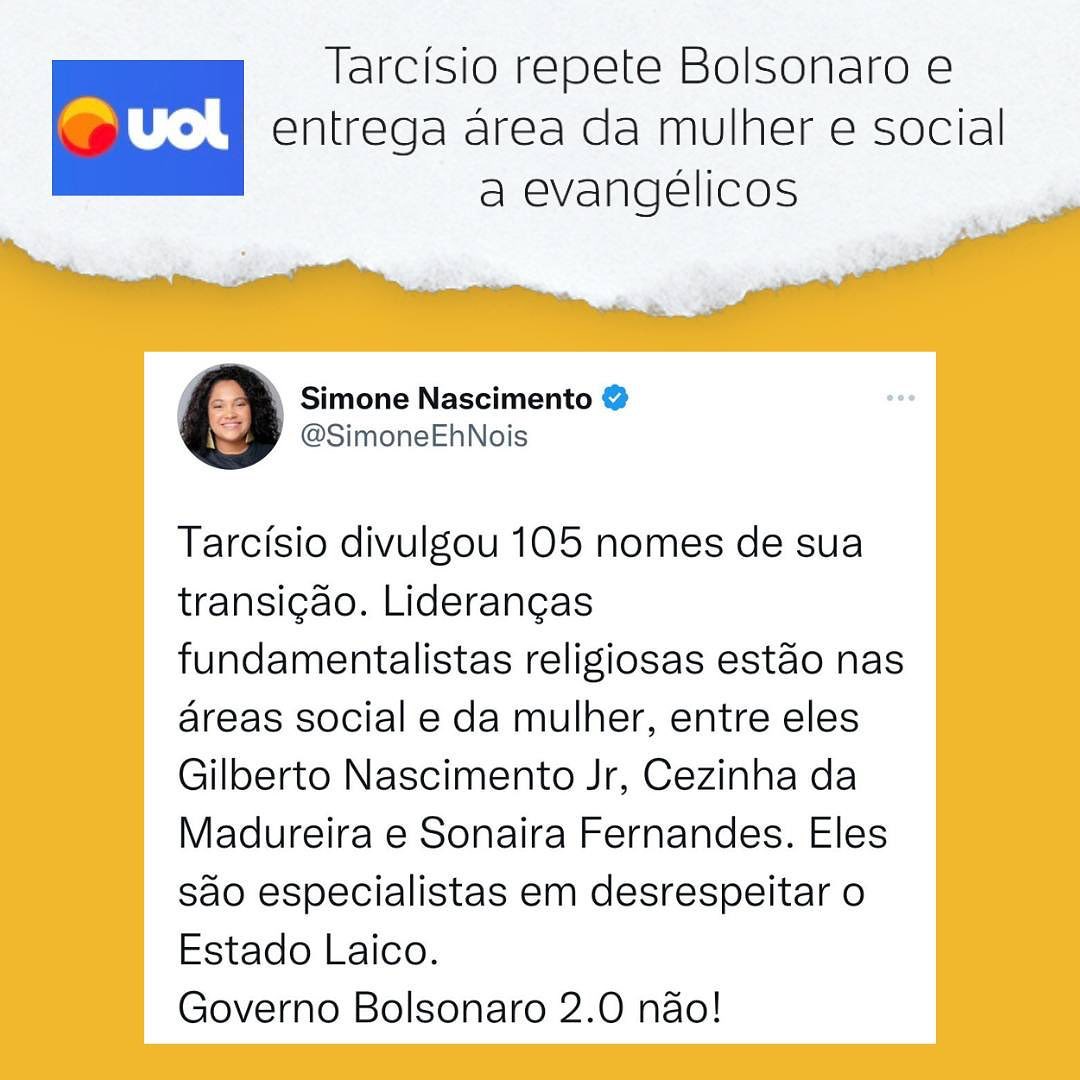 uol
Tarcísio repete Bolsonaro e
entrega área da mulher e social
a evangélicos
Simone Nascimento
@SimoneEhNois
Tarcísio divulgou 105 nomes de sua
transição. Lideranças
fundamentalistas religiosas estão nas
áreas social e da mulher, entre eles
Gilberto Nascimento Jr, Cezinha da
Madureira e Sonaira Fernandes. Eles
são especialistas em desrespeitar o
Estado Laico.
Governo Bolsonaro 2.0 não!